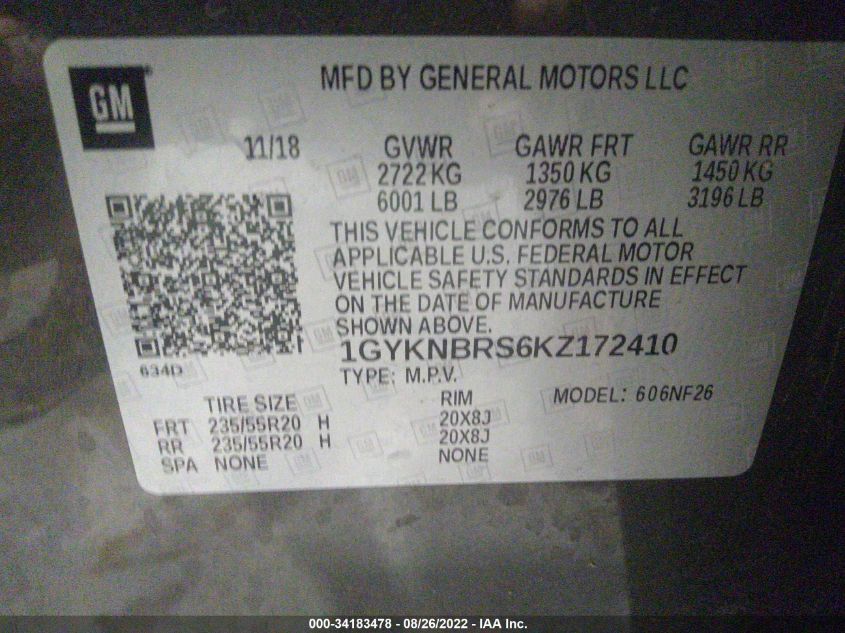 GM
MFD BY GENERAL MOTORS LLC
11/18 GVWR GAWR FRT GAWR RR
2722 KG 1350 KG 1450 KG
6001 LB 2976 LB 3196 LB
THIS VEHICLE CONFORMS TO ALL
APPLICABLE U.S. FEDERAL MOTOR
VEHICLE SAFETY STANDARDS IN EFFECT
ON THE DATE OF MANUFACTURE
SHOWN ABOVE.
1GYKNBRS6KZ172410
634D
TYPE: M.P.V.
TIRE SIZE RIM MODEL: 606NF26
FRT 235/55R20 H 20X8J
RR 235/55R20 H 20X8J
SPA NONE NONE
000-34183478 - 08/26/2022 - IAA Inc.